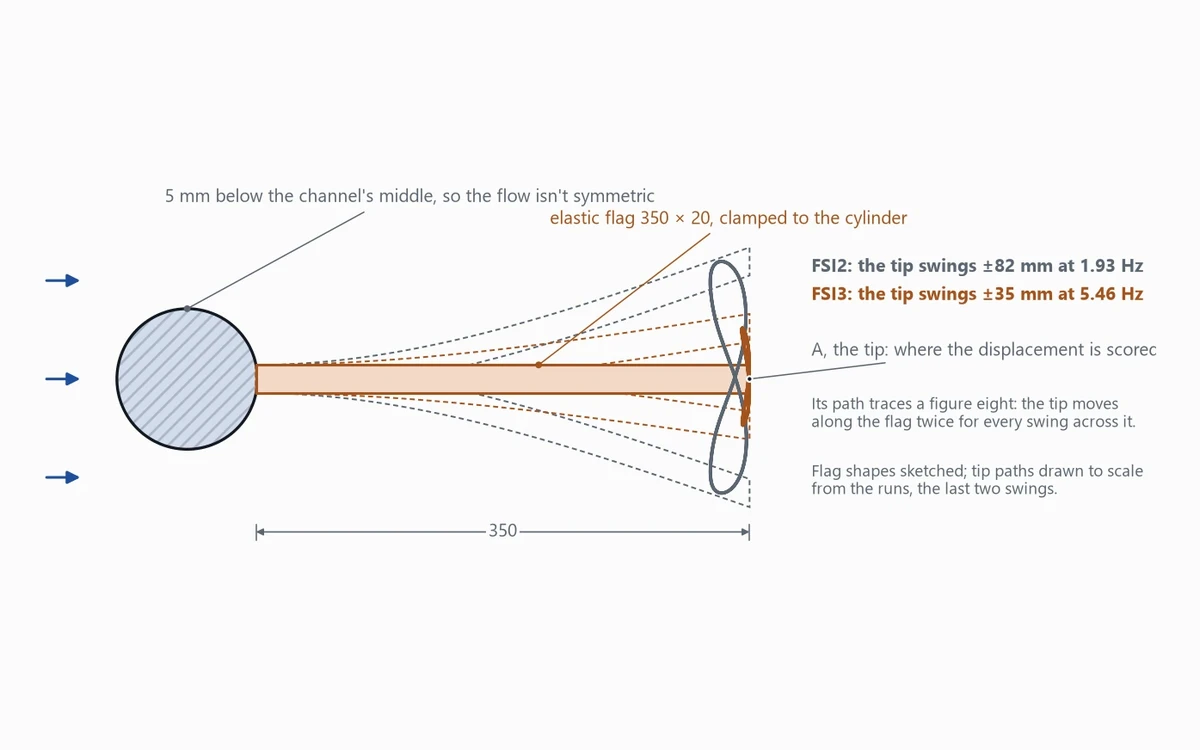 5 mm below the channel's middle, so the flow isn't symmetric
elastic flag 350 × 20, clamped to the cylinder
FSI2: the tip swings ±82 mm at 1.93 Hz
FSI3: the tip swings ±35 mm at 5.46 Hz
A, the tip: where the displacement is scored
Its path traces a figure eight: the tip moves
along the flag twice for every swing across it.
Flag shapes sketched; tip paths drawn to scale
from the runs, the last two swings.
350